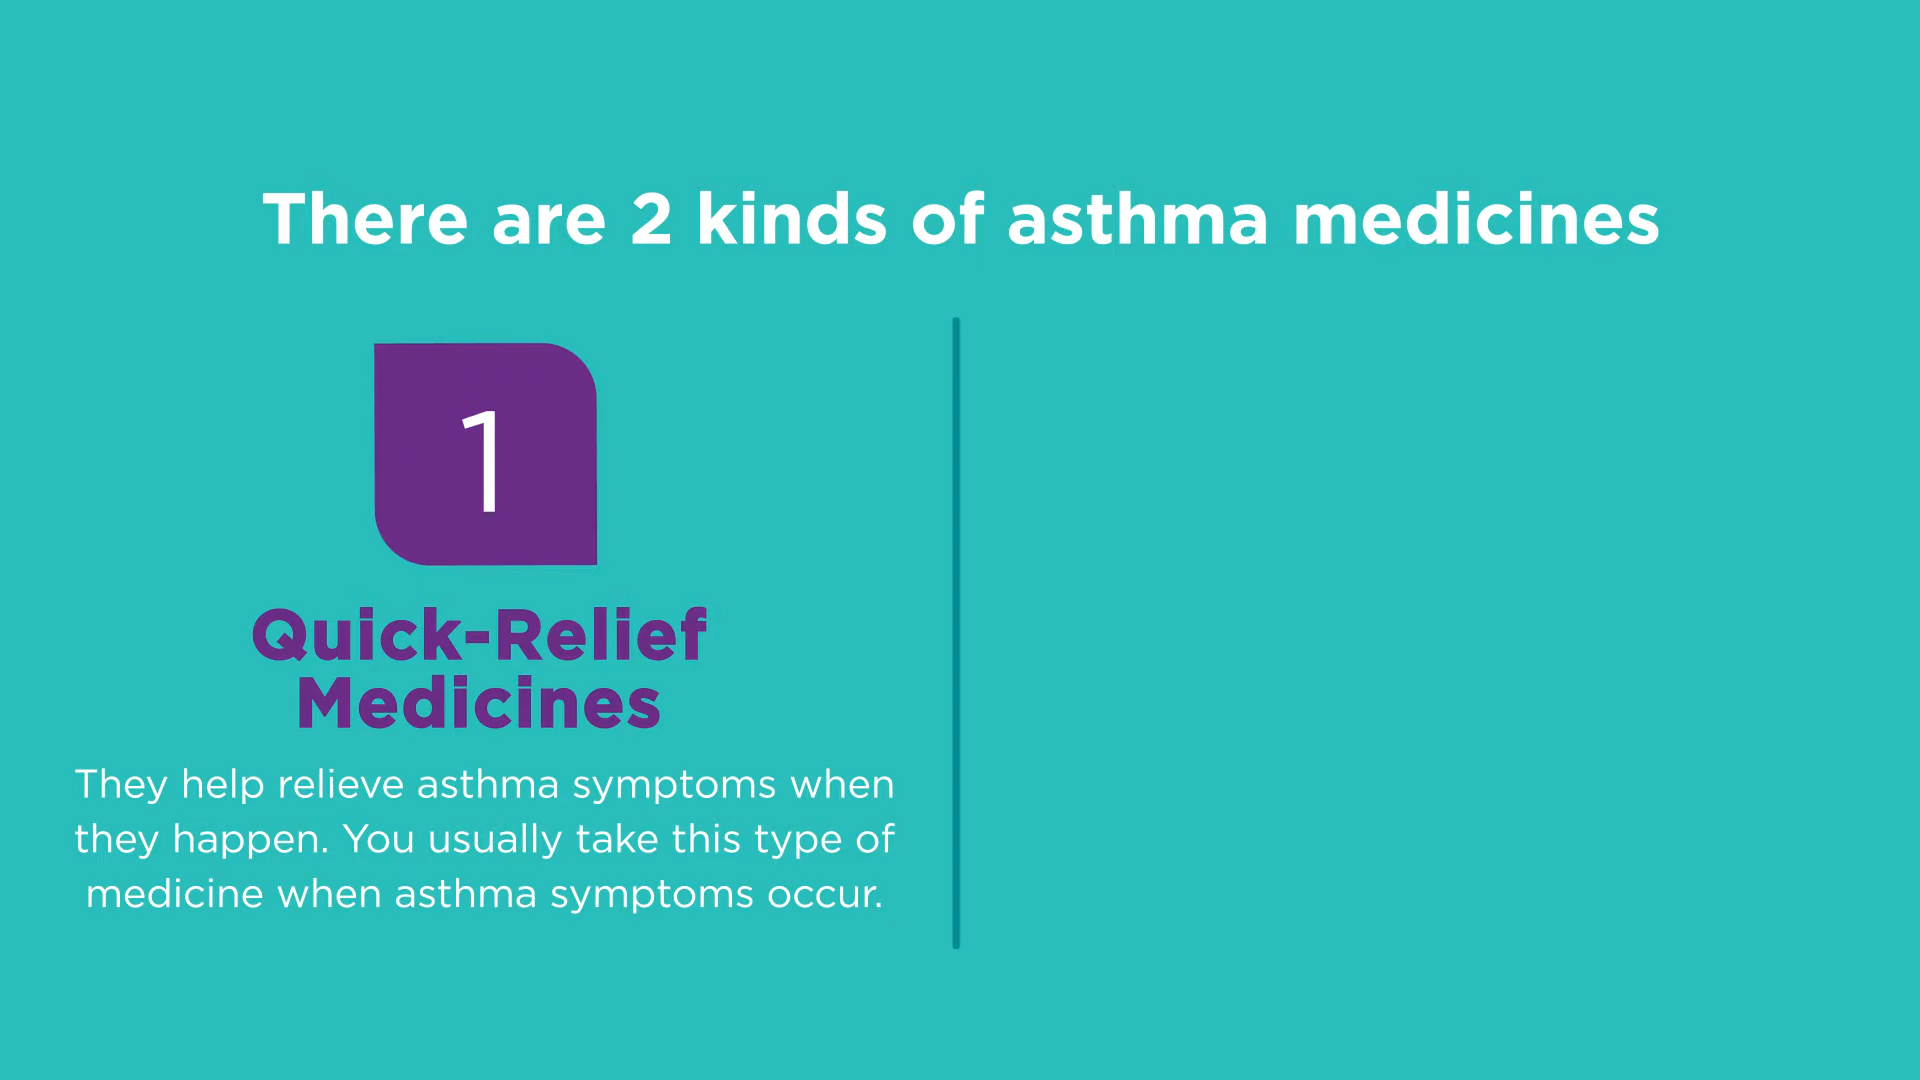 There are 2 kinds of asthma medicines
1
Quick-Relief
Medicines
They help relieve asthma symptoms when
they happen. You usually take this type of
medicine when asthma symptoms occur.